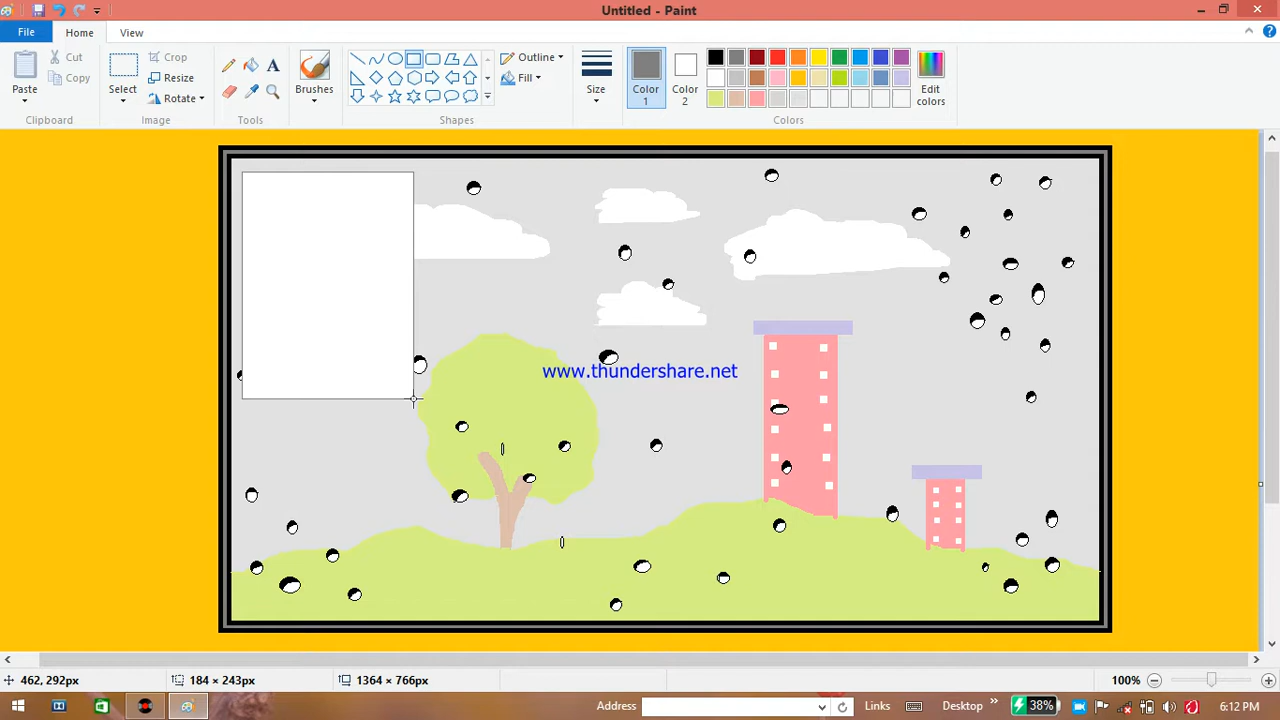 Untitled - Paint
File Home View
Paste
Cut
Copy
Clipboard
Select
Crop
Resize
Rotate
Image
A
Tools
Brushes
Outline
Fill
Shapes
Size
Color 1
Color 2
Edit colors
Colors
www.thundershare.net
462, 292px 184 × 243px 1364 × 766px 100%
Address Links Desktop 38% 6:12 PM